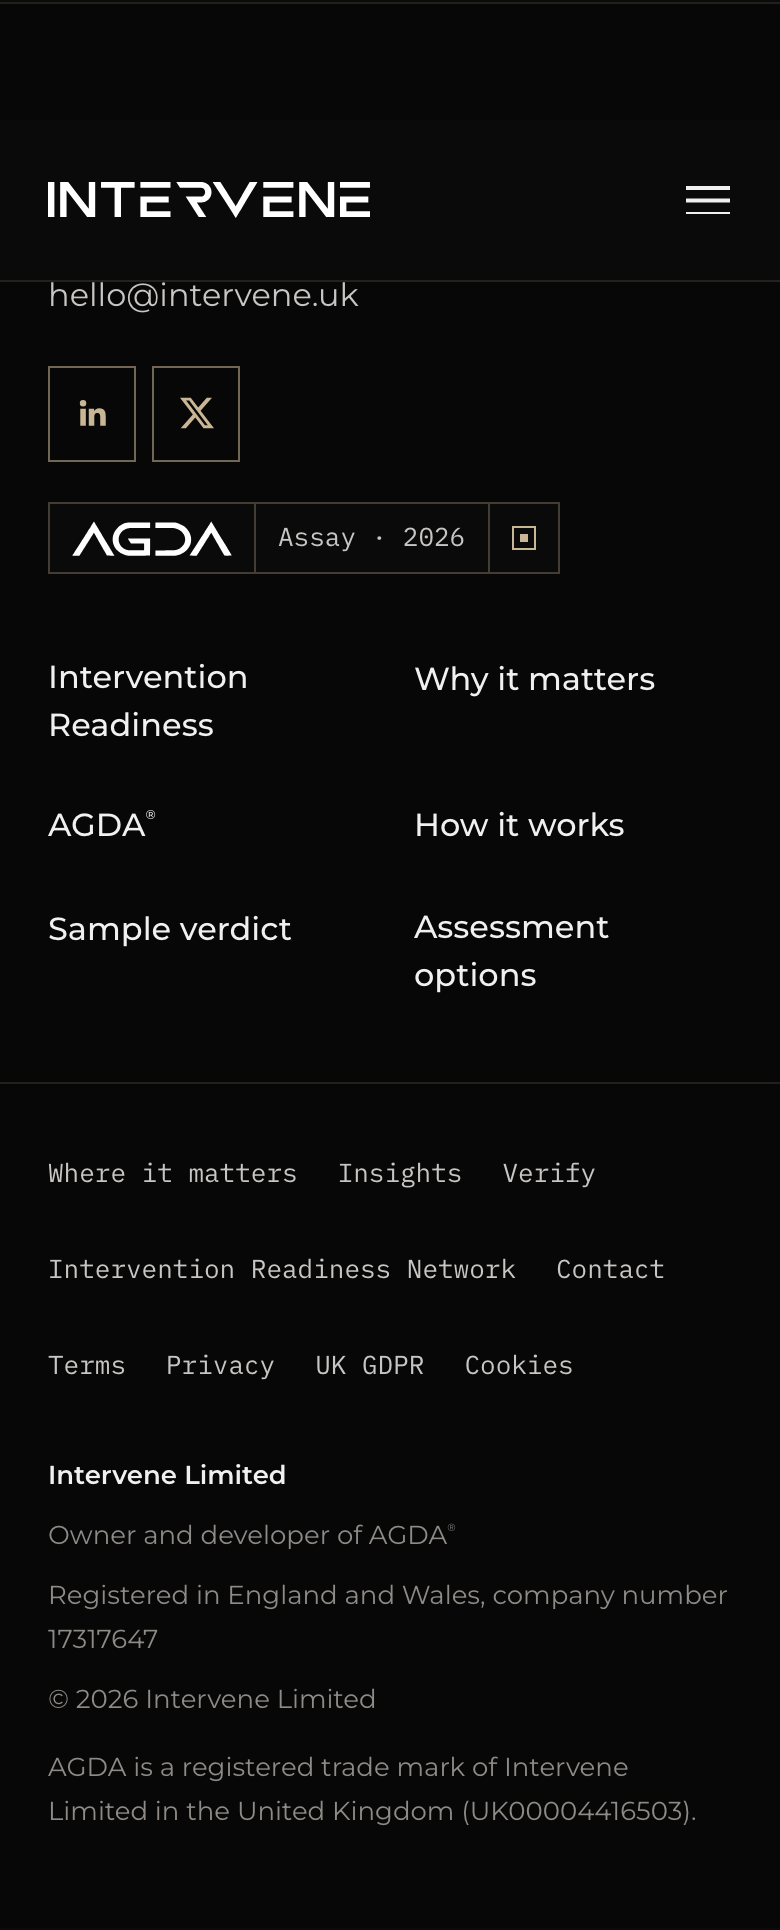 INTERVENE
hello@intervene.uk
in X
AGDA Assay · 2026
Intervention
Readiness
Why it matters
AGDA®
How it works
Sample verdict
Assessment
options
Where it matters Insights Verify
Intervention Readiness Network Contact
Terms Privacy UK GDPR Cookies
Intervene Limited
Owner and developer of AGDA®
Registered in England and Wales, company number
17317647
© 2026 Intervene Limited
AGDA is a registered trade mark of Intervene
Limited in the United Kingdom (UK00004416503).